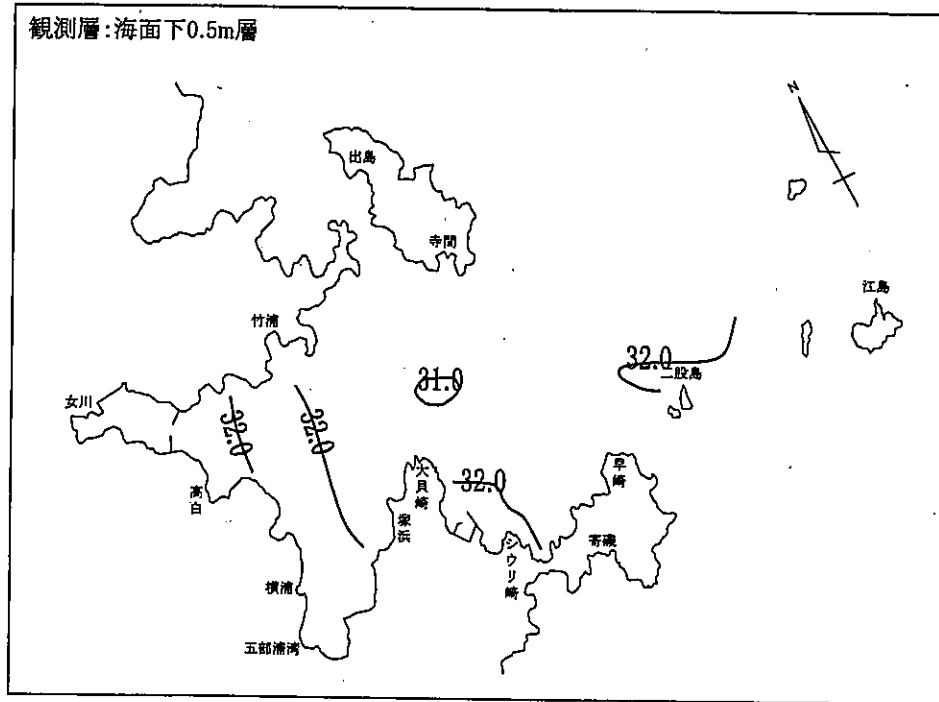 観測層:海面下0.5m層
N
出島
寺間
江島
竹浦
31.0
32.0
二股島
女川
32.0
32.0
高白
大貝崎
32.0
早崎
塚浜
寄磯
シウリ崎
横浦
五部浦湾